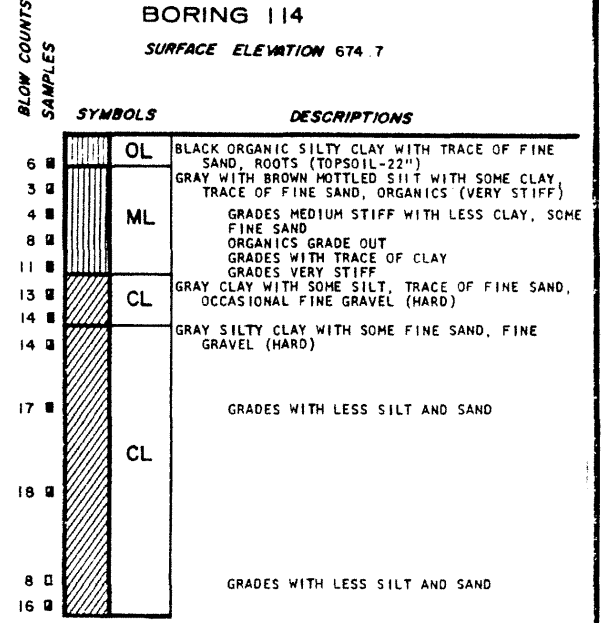 BORING 114
SURFACE ELEVATION 674.7
BLOW COUNTS
SAMPLES
SYMBOLS
DESCRIPTIONS
OL
BLACK ORGANIC SILTY CLAY WITH TRACE OF FINE
SAND, ROOTS (TOPSOIL-22")
6
GRAY WITH BROWN MOTTLED SILT WITH SOME CLAY,
3
TRACE OF FINE SAND, ORGANICS (VERY STIFF)
4
ML
GRADES MEDIUM STIFF WITH LESS CLAY, SOME
FINE SAND
8
ORGANICS GRADE OUT
GRADES WITH TRACE OF CLAY
11
GRADES VERY STIFF
13
CL
GRAY CLAY WITH SOME SILT, TRACE OF FINE SAND,
OCCASIONAL FINE GRAVEL (HARD)
14
GRAY SILTY CLAY WITH SOME FINE SAND, FINE
14
GRAVEL (HARD)
17
GRADES WITH LESS SILT AND SAND
CL
18
8
GRADES WITH LESS SILT AND SAND
16